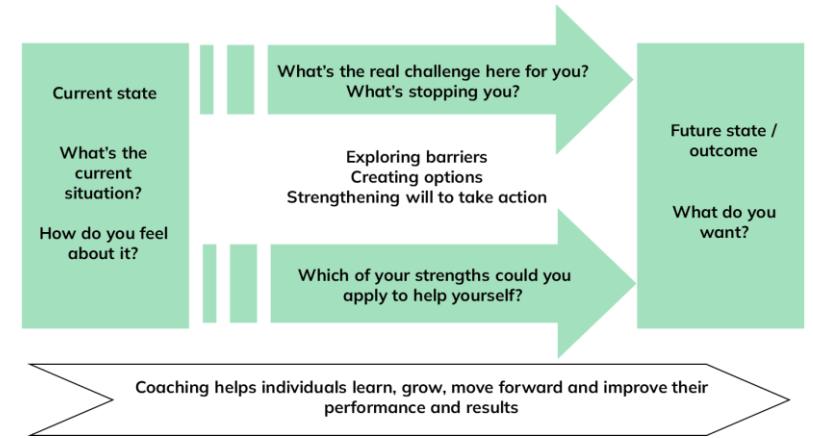 Current state
What's the
current
situation?
How do you feel
about it?
What's the real challenge here for you?
What's stopping you?
Exploring barriers
Creating options
Strengthening will to take action
Which of your strengths could you
apply to help yourself?
Future state /
outcome
What do you
want?
Coaching helps individuals learn, grow, move forward and improve their
performance and results